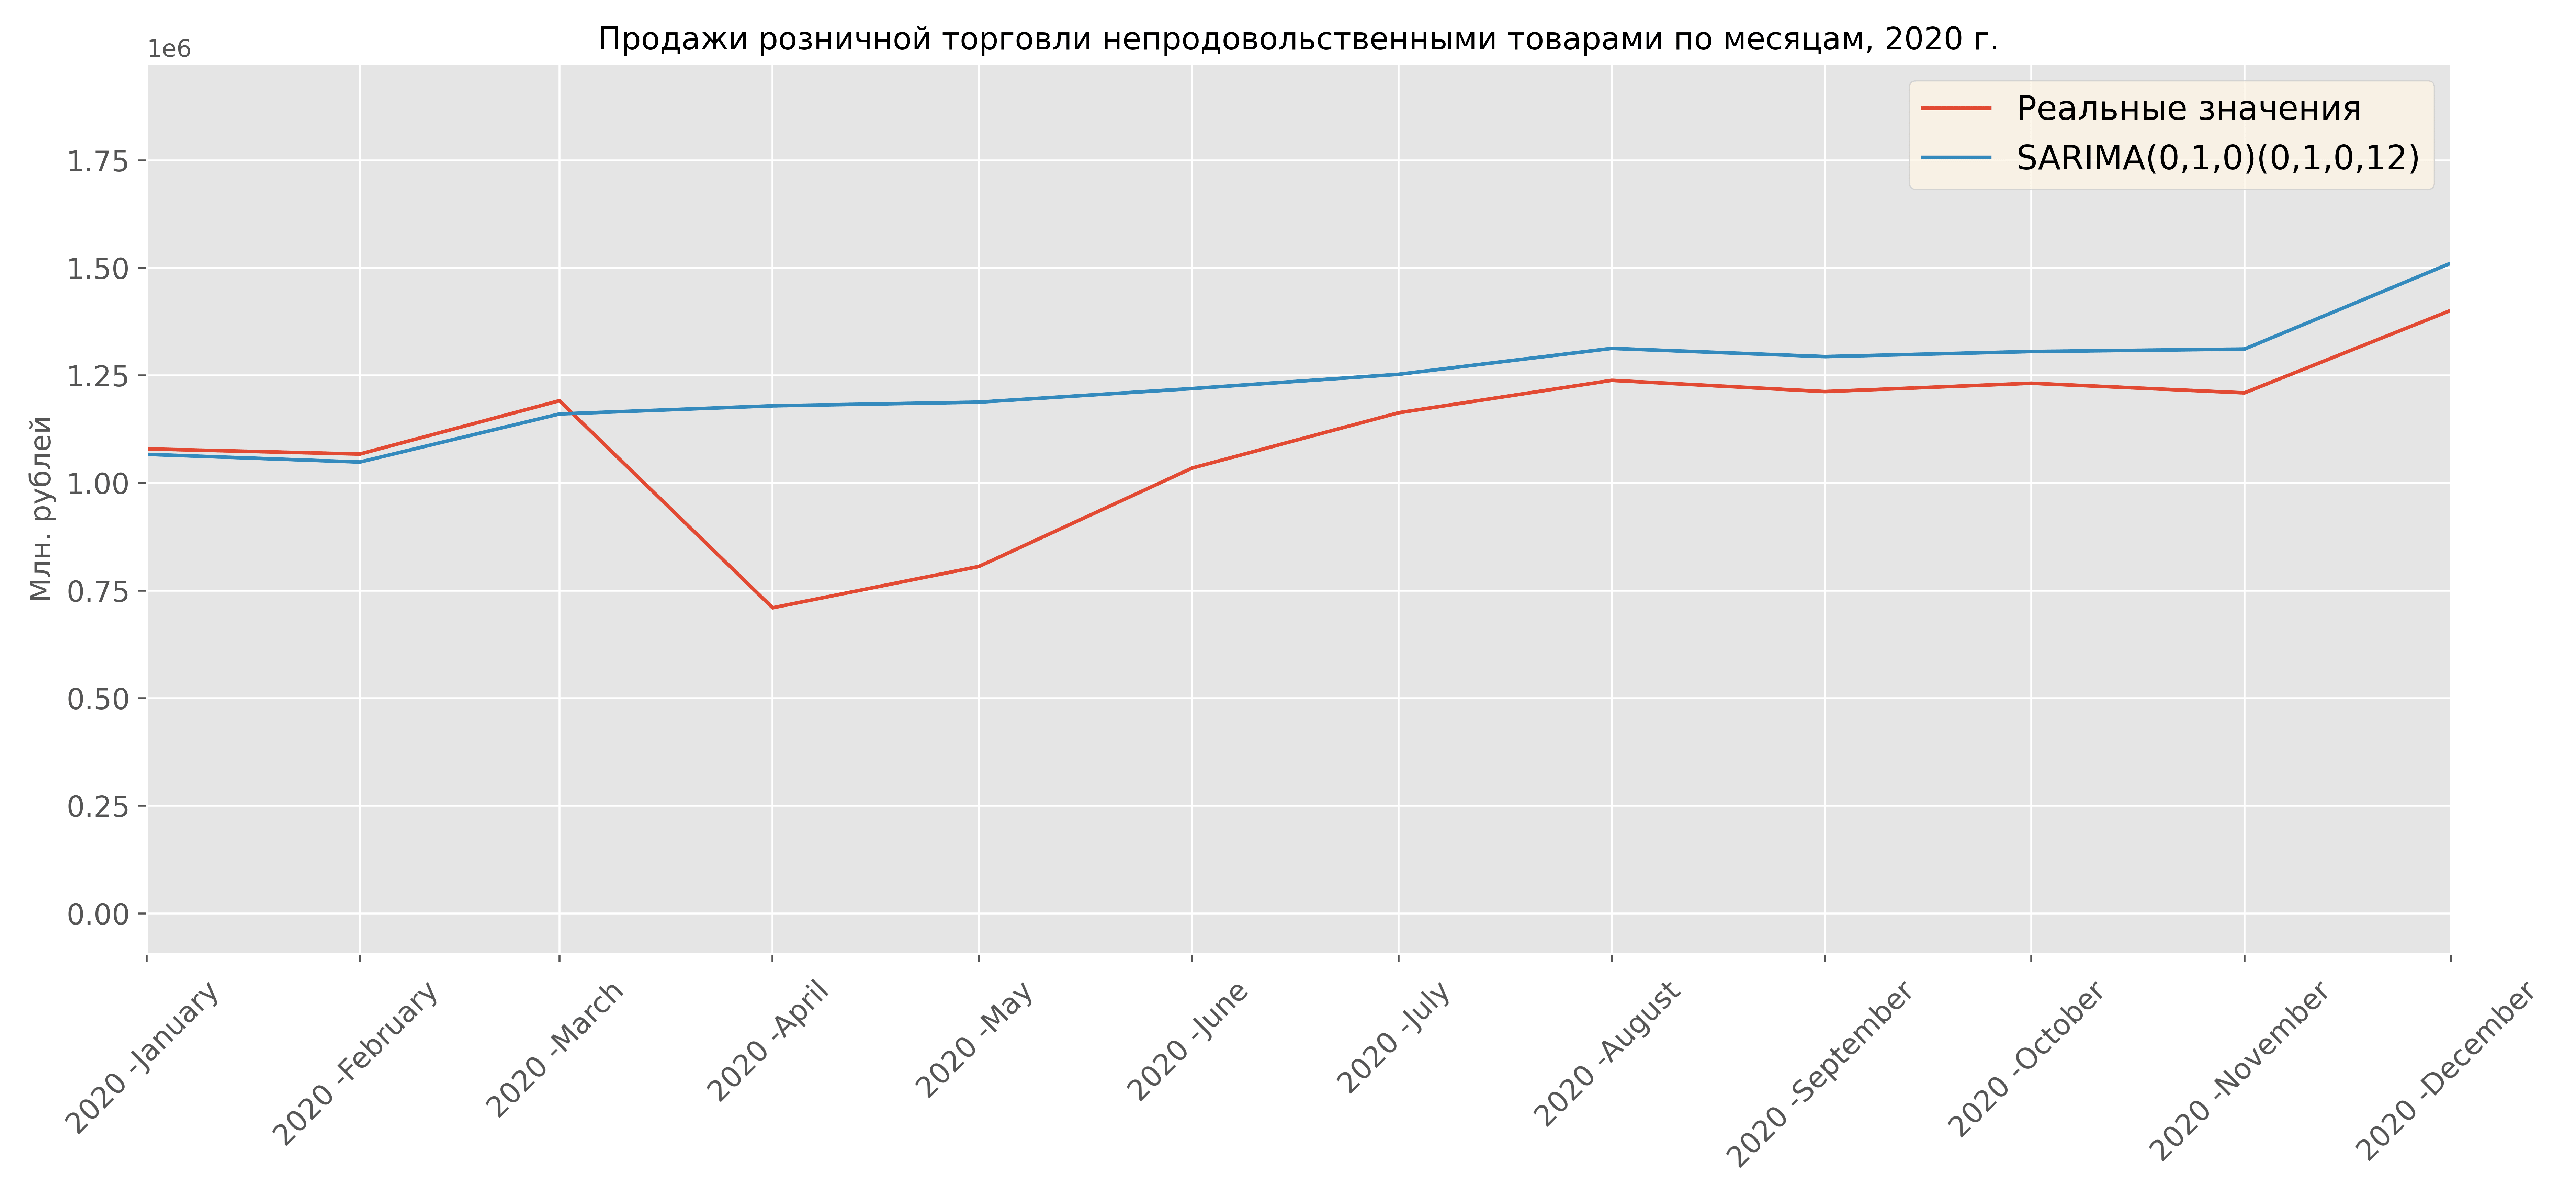 Продажи розничной торговли непродовольственными товарами по месяцам, 2020 г.
1e6
Реальные значения
SARIMA(0,1,0)(0,1,0,12)
Млн. рублей
1.75
1.50
1.25
1.00
0.75
0.50
0.25
0.00
2020 -January
2020 -February
2020 -March
2020 -April
2020 -May
2020 -June
2020 -July
2020 -August
2020 -September
2020 -October
2020 -November
2020 -December